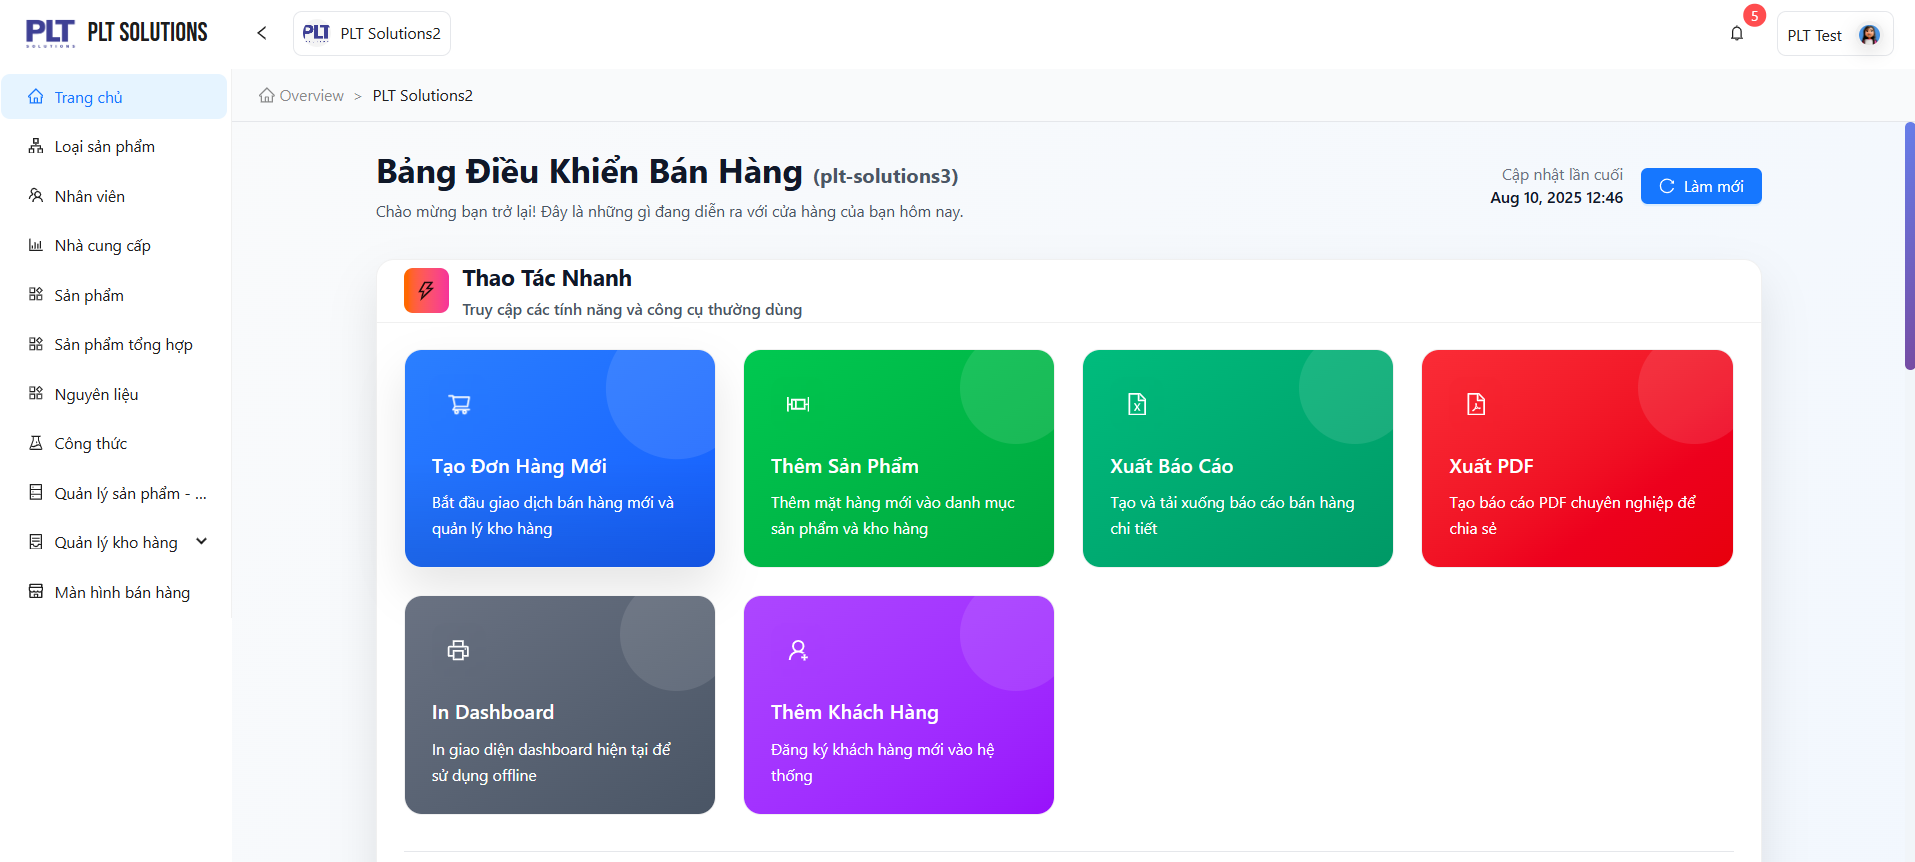 PLT
SOLUTIONS
PLT SOLUTIONS
PLT
PLT Solutions2
5
PLT Test
Trang chủ
Loại sản phẩm
Nhân viên
Nhà cung cấp
Sản phẩm
Sản phẩm tổng hợp
Nguyên liệu
Công thức
Quản lý sản phẩm - ...
Quản lý kho hàng
Màn hình bán hàng
Overview > PLT Solutions2
Bảng Điều Khiển Bán Hàng (plt-solutions3)
Chào mừng bạn trở lại! Đây là những gì đang diễn ra với cửa hàng của bạn hôm nay.
Cập nhật lần cuối
Aug 10, 2025 12:46
Làm mới
Thao Tác Nhanh
Truy cập các tính năng và công cụ thường dùng
Tạo Đơn Hàng Mới
Bắt đầu giao dịch bán hàng mới và
quản lý kho hàng
Thêm Sản Phẩm
Thêm mặt hàng mới vào danh mục
sản phẩm và kho hàng
Xuất Báo Cáo
Tạo và tải xuống báo cáo bán hàng
chi tiết
Xuất PDF
Tạo báo cáo PDF chuyên nghiệp để
chia sẻ
In Dashboard
In giao diện dashboard hiện tại để
sử dụng offline
Thêm Khách Hàng
Đăng ký khách hàng mới vào hệ
thống